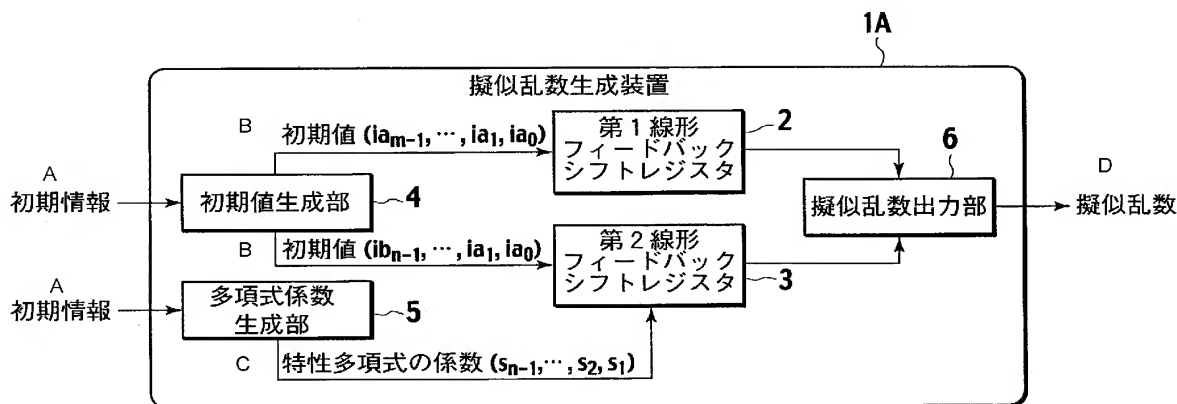 1A
擬似乱数生成装置
B
初期値 (ia_{m-1}, ⋯, ia_1, ia_0)
第1線形
フィードバック
シフトレジスタ
2
A
初期情報
初期値生成部
4
6
擬似乱数出力部
D
擬似乱数
B
初期値 (ib_{n-1}, ⋯, ia_1, ia_0)
第2線形
フィードバック
シフトレジスタ
3
A
初期情報
多項式係数
生成部
5
C
特性多項式の係数 (s_{n-1}, ⋯, s_2, s_1)